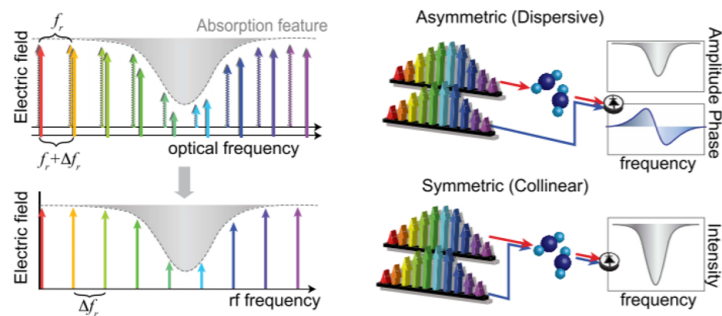 f_r
Absorption feature
Electric field
optical frequency
f_r+Δf_r
Electric field
rf frequency
Δf_r
Asymmetric (Dispersive)
Amplitude
Phase
frequency
Symmetric (Collinear)
Intensity
frequency